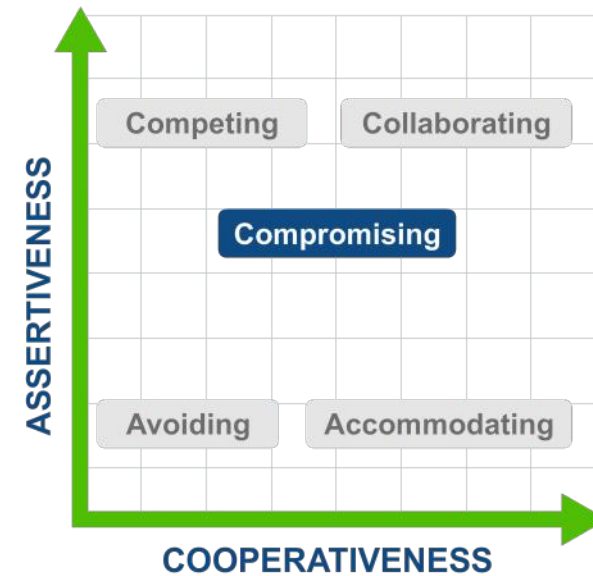 ASSERTIVENESS
Competing
Collaborating
Compromising
Avoiding
Accommodating
COOPERATIVENESS